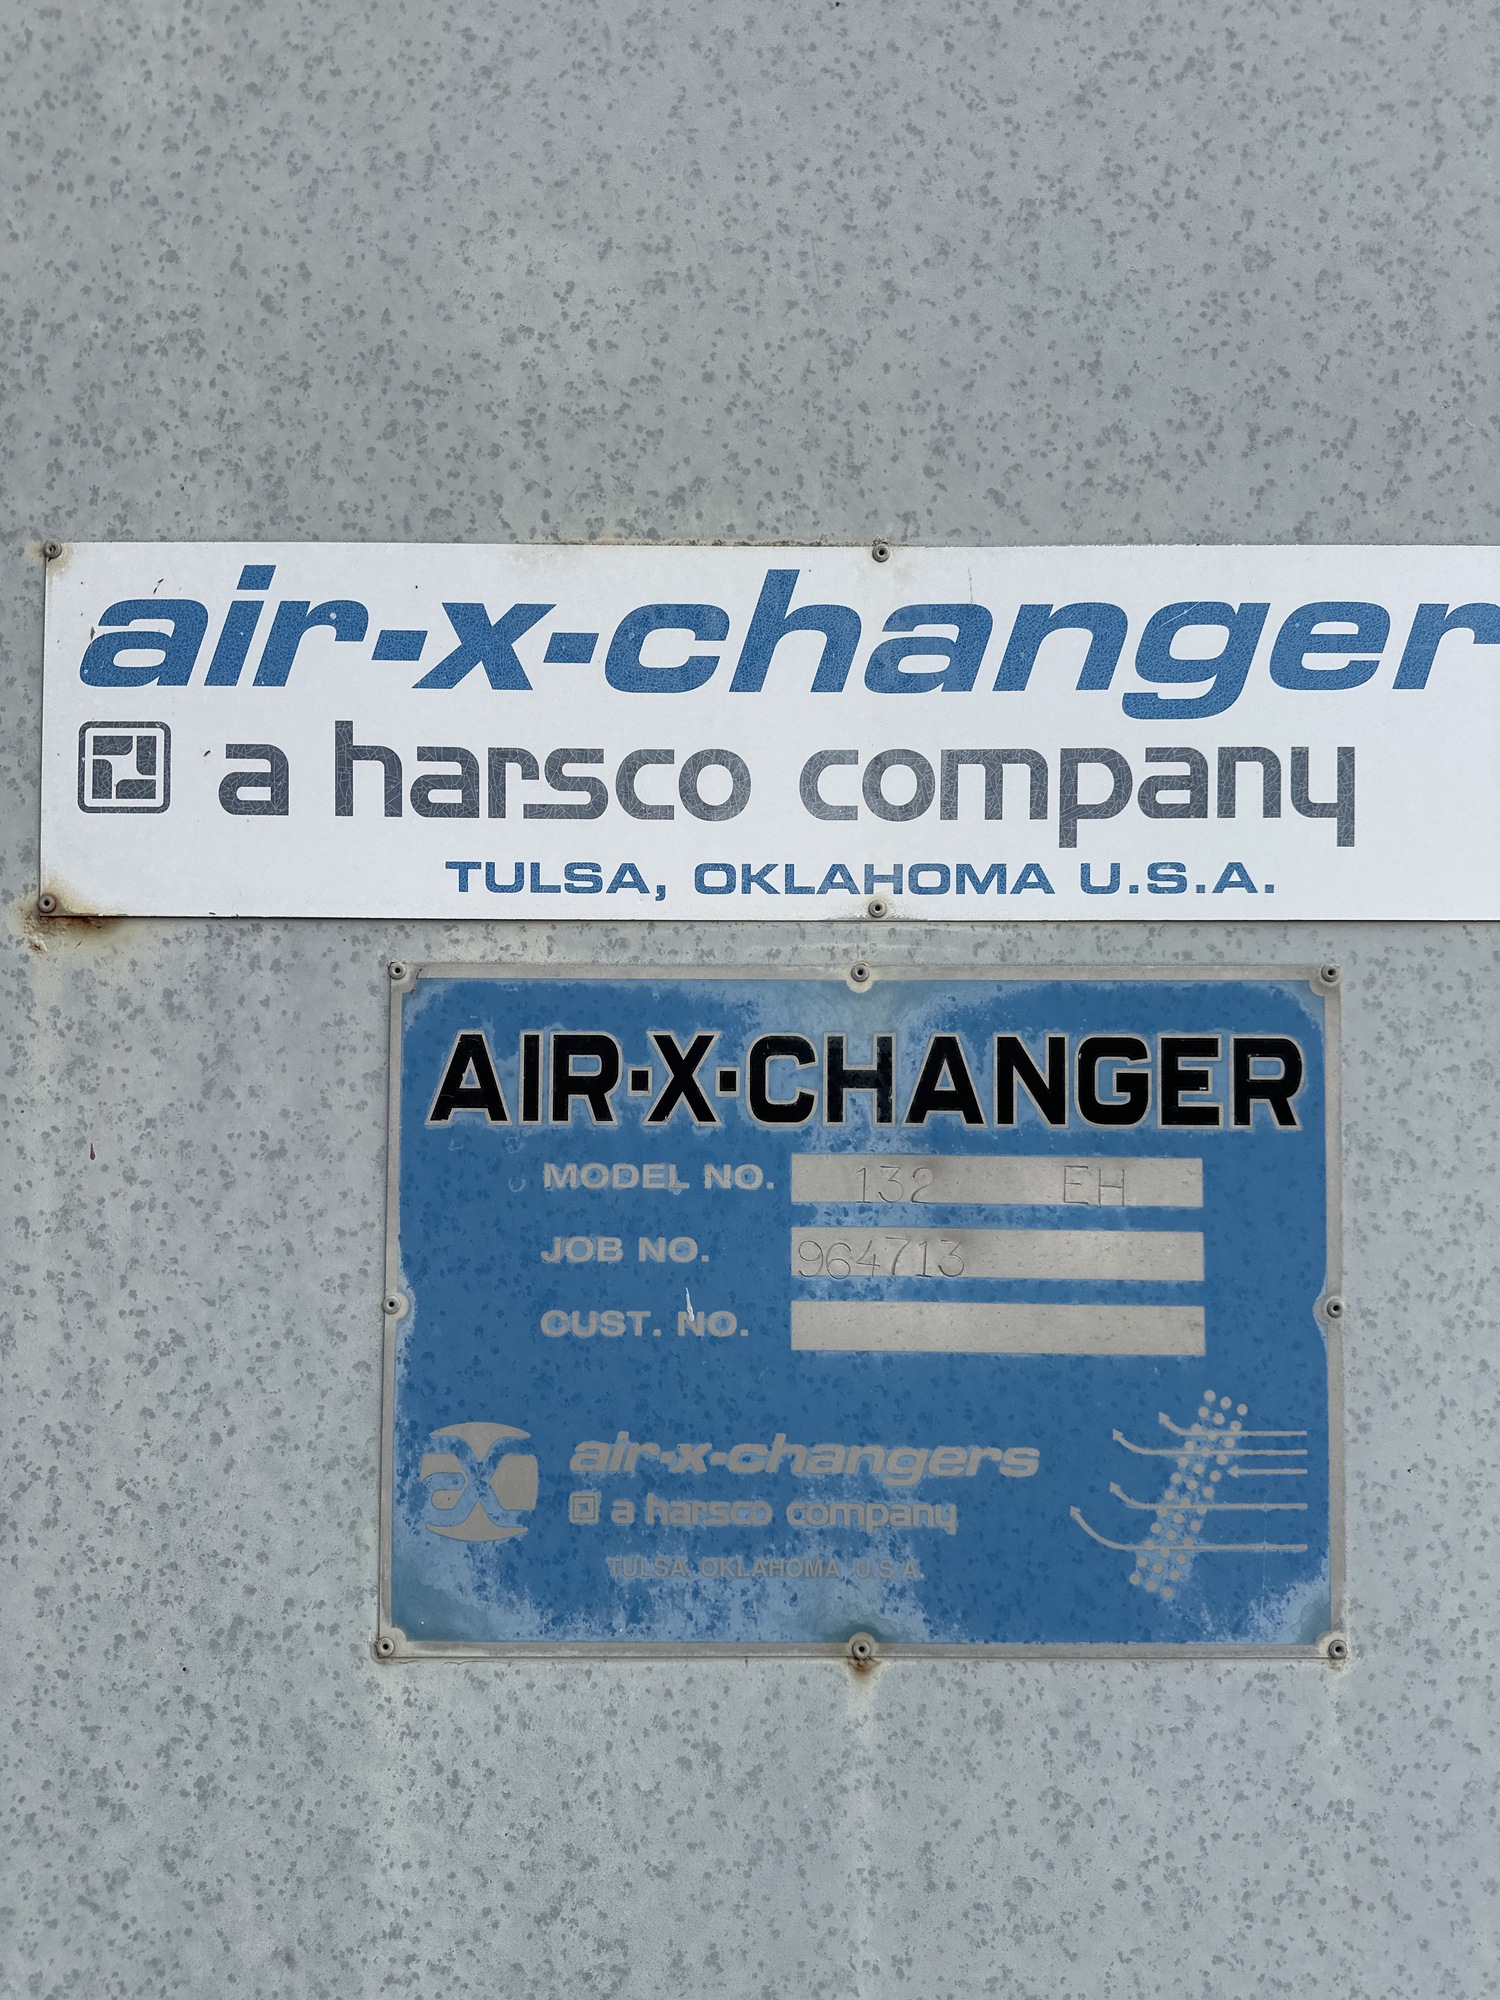 air-x-changer
a harsco company
TULSA, OKLAHOMA U.S.A.
AIR·X·CHANGER
MODEL NO. 132 EH
JOB NO. 964713
CUST. NO.
air-x-changers
a harsco company
TULSA, OKLAHOMA U.S.A.